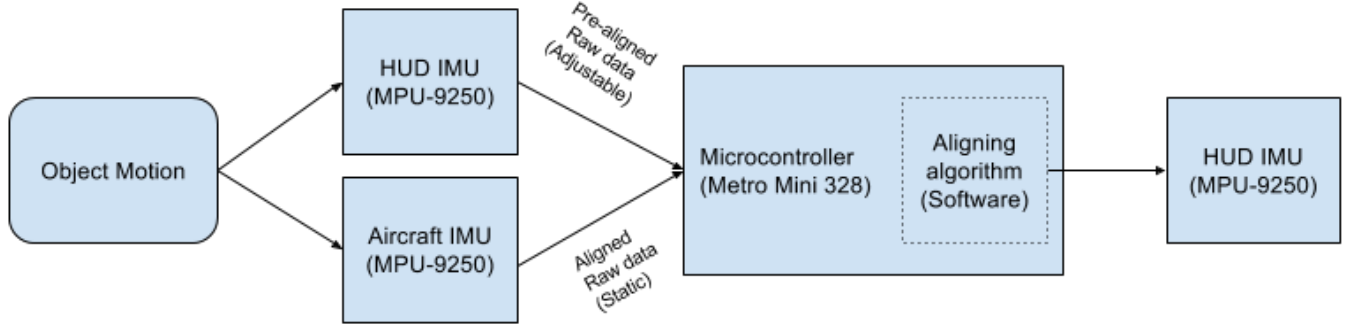 Object Motion
HUD IMU
(MPU-9250)
Aircraft IMU
(MPU-9250)
Pre-aligned
Raw data
(Adjustable)
Aligned
Raw data
(Static)
Microcontroller
(Metro Mini 328)
Aligning
algorithm
(Software)
HUD IMU
(MPU-9250)